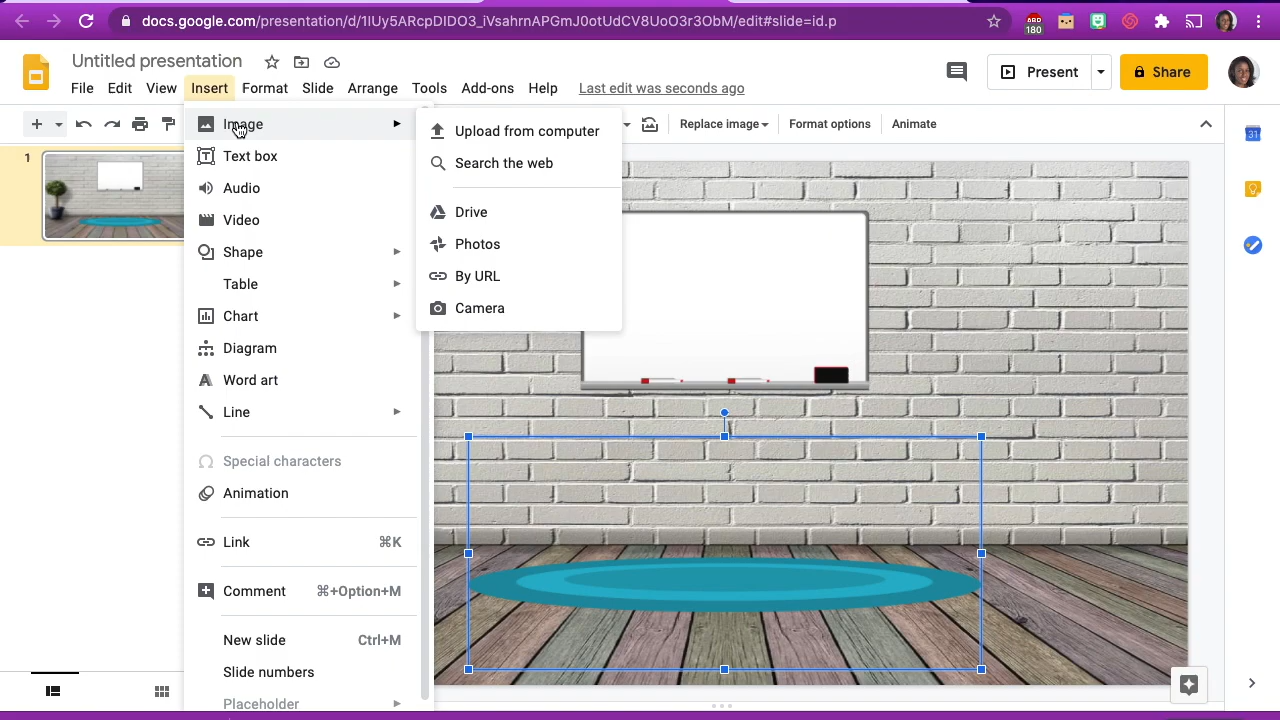 docs.google.com/presentation/d/1IUy5ARcpDIDO3_iVsahrnAPGmJ0otUdCV8UoO3r3ObM/edit#slide=id.p
180
Untitled presentation
File Edit View Insert Format Slide Arrange Tools Add-ons Help Last edit was seconds ago
Present
Share
Replace image
Format options
Animate
31
1
Image
Text box
Audio
Video
Shape
Table
Chart
Diagram
Word art
Line
Special characters
Animation
Link ⌘K
Comment ⌘+Option+M
New slide Ctrl+M
Slide numbers
Placeholder
Upload from computer
Search the web
Drive
Photos
By URL
Camera